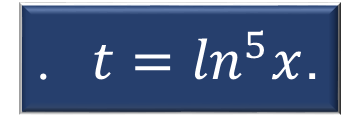 . t = ln⁵x.